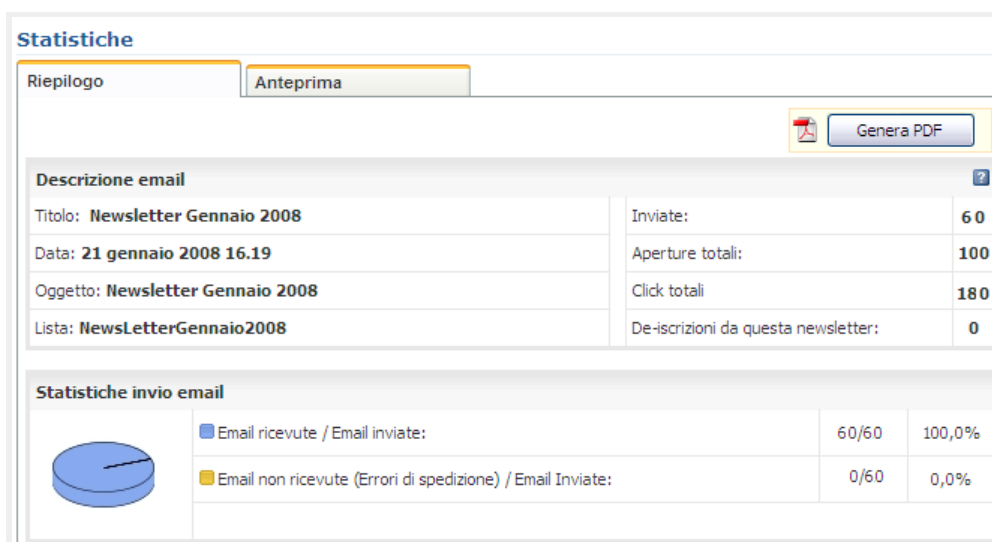 Statistiche
Riepilogo Anteprima
Genera PDF
Descrizione email ?
Titolo: Newsletter Gennaio 2008 Inviate: 60
Data: 21 gennaio 2008 16.19 Aperture totali: 100
Oggetto: Newsletter Gennaio 2008 Click totali 180
Lista: NewsLetterGennaio2008 De-iscrizioni da questa newsletter: 0
Statistiche invio email
Email ricevute / Email inviate: 60/60 100,0%
Email non ricevute (Errori di spedizione) / Email Inviate: 0/60 0,0%